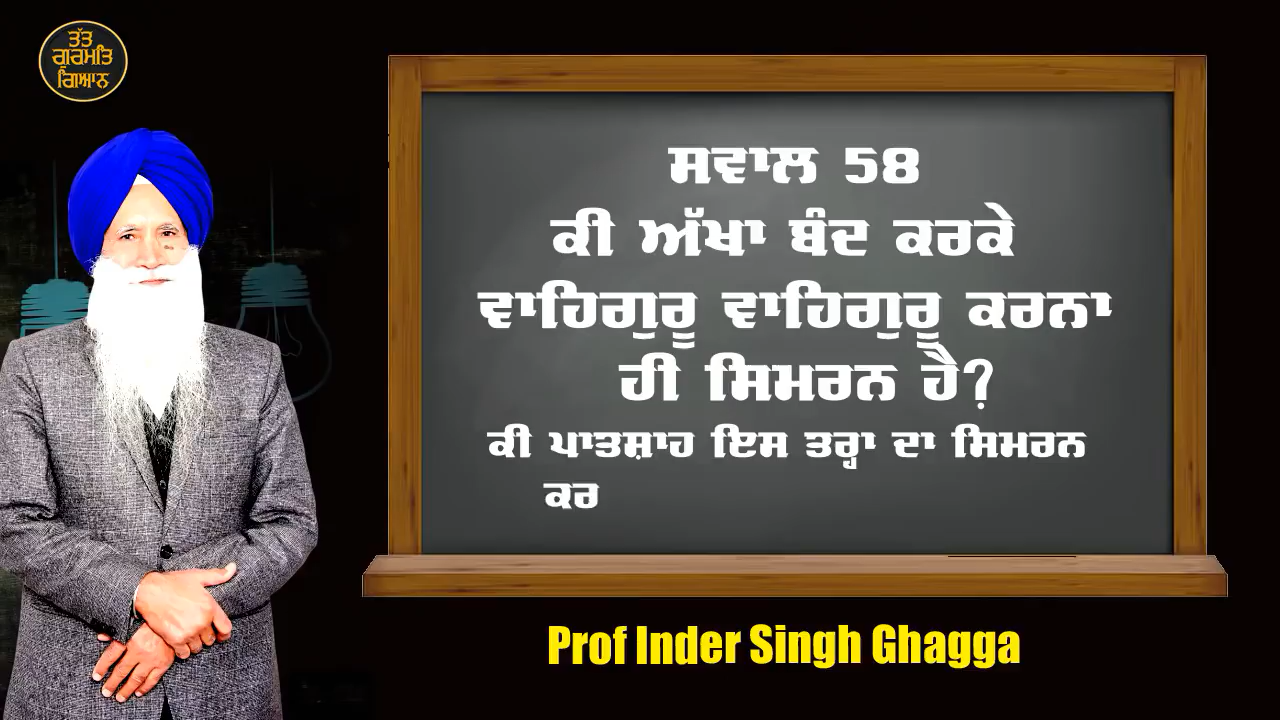 ਤੱਤ
ਗੁਰਮਤਿ
ਗਿਆਨ
ਸਵਾਲ 58
ਕੀ ਅੱਖਾ ਬੰਦ ਕਰਕੇ
ਵਾਹਿਗੁਰੂ ਵਾਹਿਗੁਰੂ ਕਰਨਾ
ਹੀ ਸਿਮਰਨ ਹੈ?
ਕੀ ਪਾਤਸ਼ਾਹ ਇਸ ਤਰ੍ਹਾ ਦਾ ਸਿਮਰਨ
ਕਰ
Prof Inder Singh Ghagga